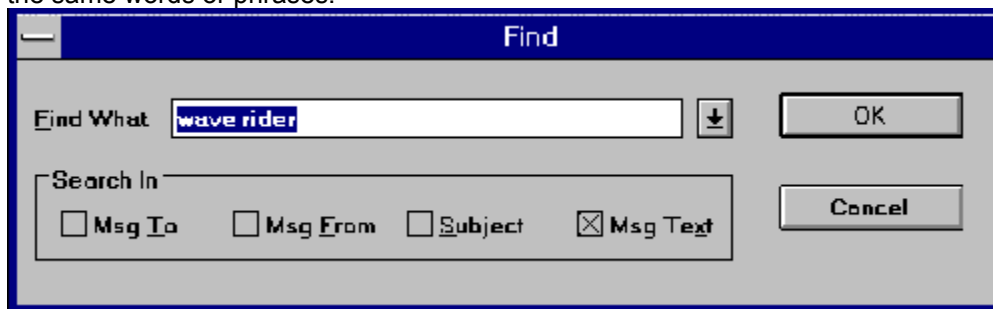 the same words or phrases.
Find
Find What wave rider OK
Search In
Msg To Msg From Subject Msg Text Cancel